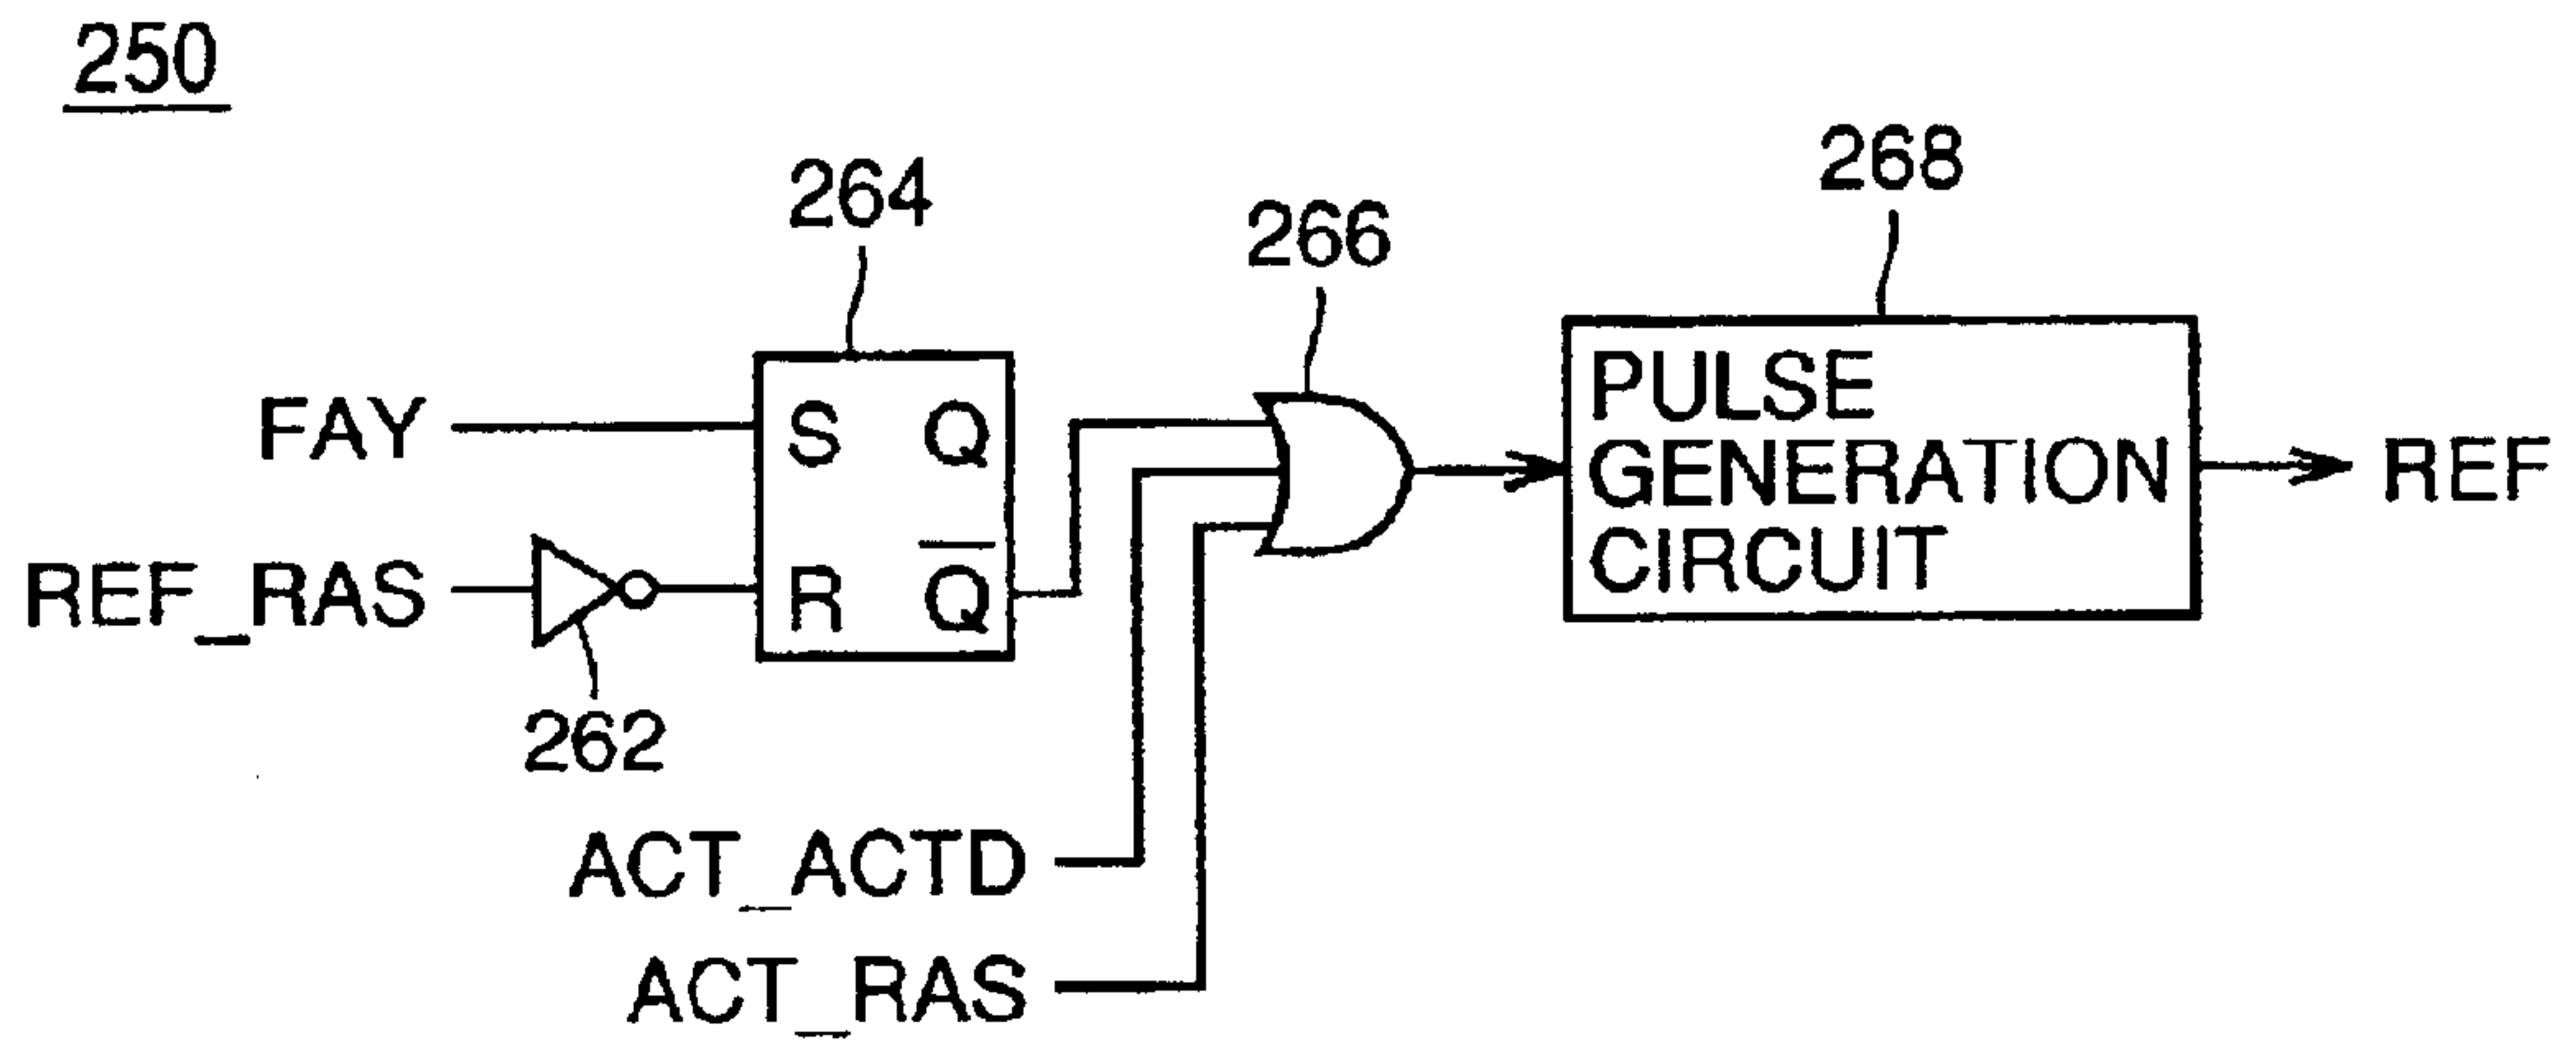 250
264
266
268
FAY
S Q
REF_RAS
R Q̅
262
PULSE
GENERATION
CIRCUIT
REF
ACT_ACTD
ACT_RAS